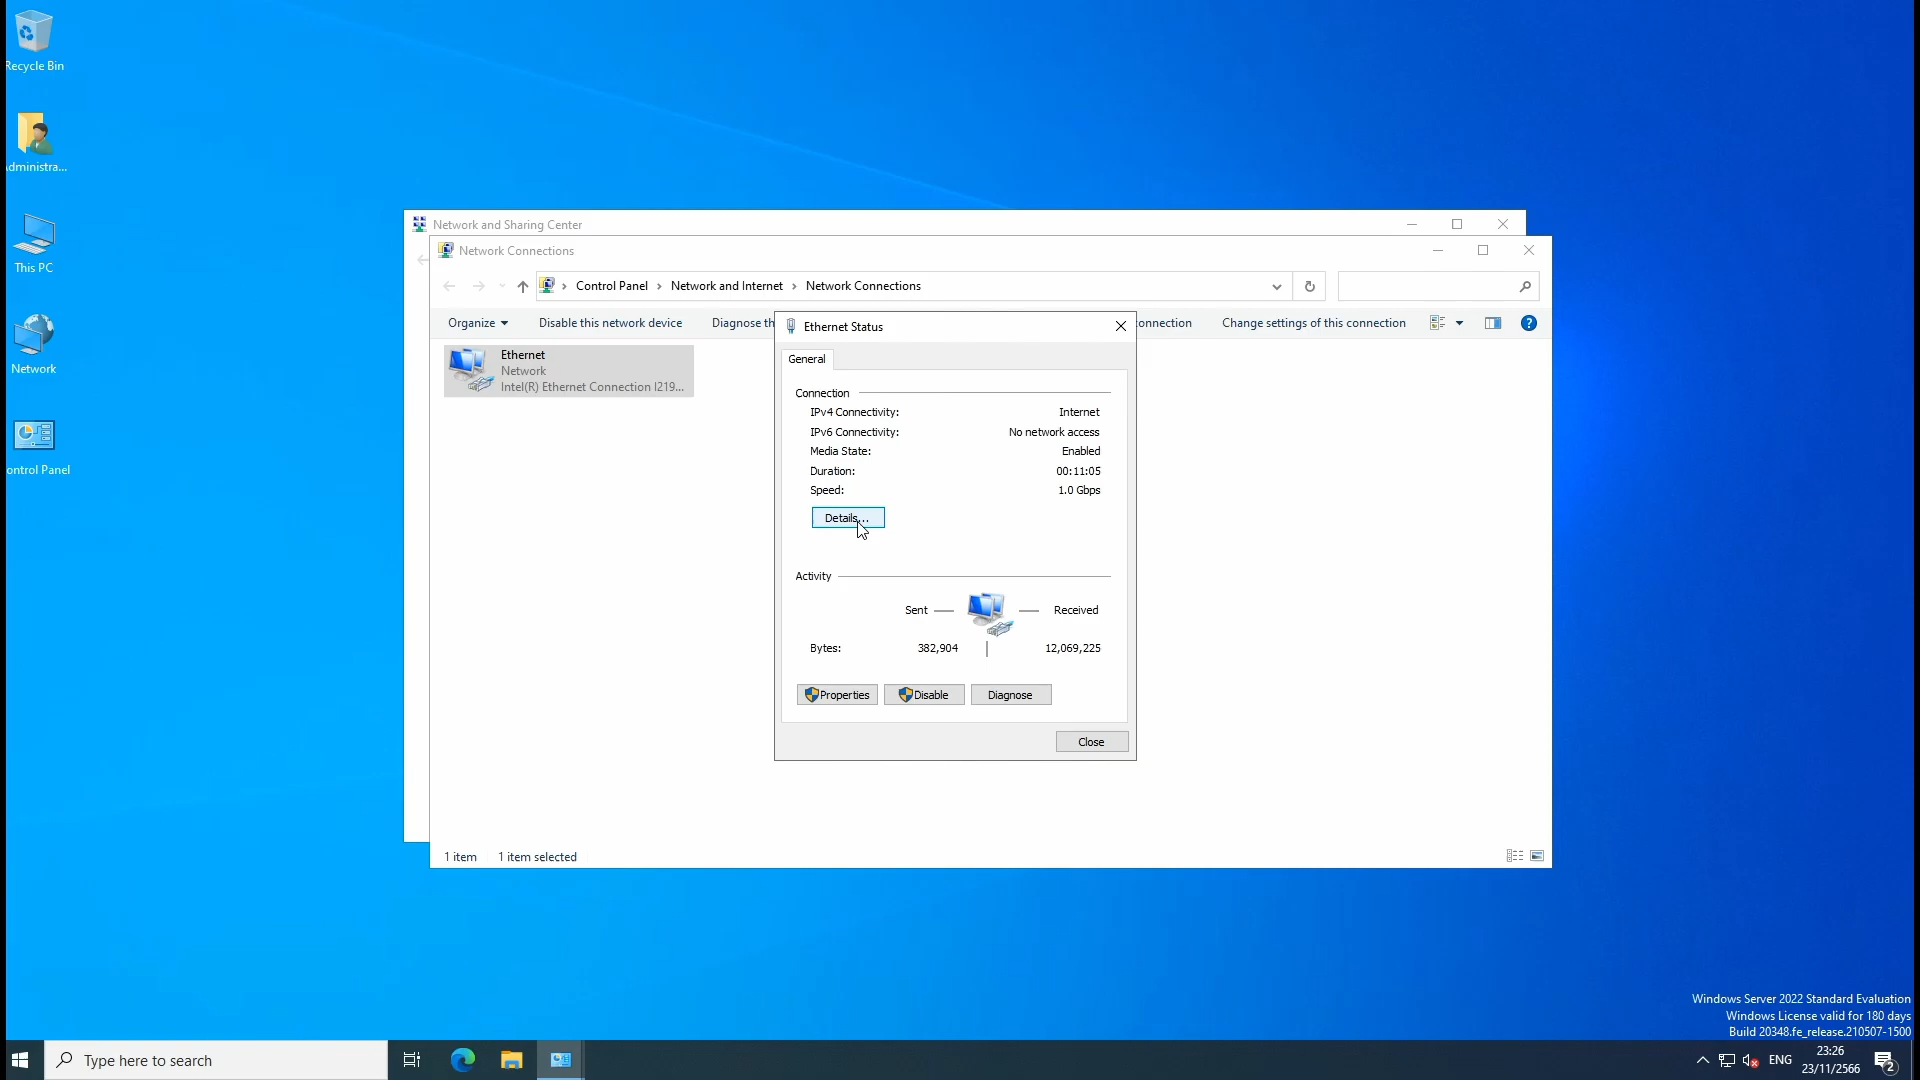 Recycle Bin
dministra...
This PC
Network
ontrol Panel
Network and Sharing Center
Network Connections
Control Panel > Network and Internet > Network Connections
Organize
Disable this network device
Diagnose th
onnection
Change settings of this connection
Ethernet
Network
Intel(R) Ethernet Connection I219...
Ethernet Status
General
Connection
IPv4 Connectivity: Internet
IPv6 Connectivity: No network access
Media State: Enabled
Duration: 00:11:05
Speed: 1.0 Gbps
Details...
Activity
Sent — — Received
Bytes: 382,904 | 12,069,225
Properties Disable Diagnose
Close
1 item 1 item selected
Windows Server 2022 Standard Evaluation
Windows License valid for 180 days
Build 20348.fe_release.210507-1500
Type here to search
ENG
23:26
23/11/2566
2